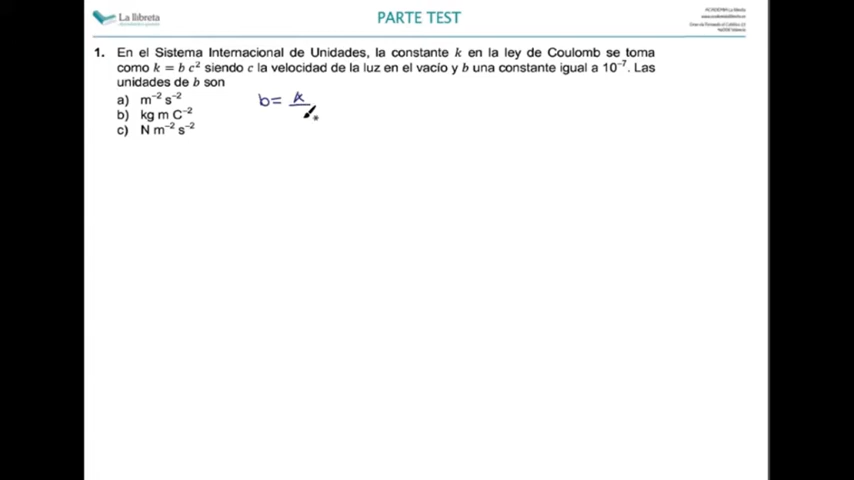 La llibreta
PARTE TEST
1. En el Sistema Internacional de Unidades, la constante k en la ley de Coulomb se toma
como k = b c² siendo c la velocidad de la luz en el vacío y b una constante igual a 10⁻⁷. Las
unidades de b son
a) m⁻² s⁻²
b) kg m C⁻²
c) N m⁻² s⁻²
b= k